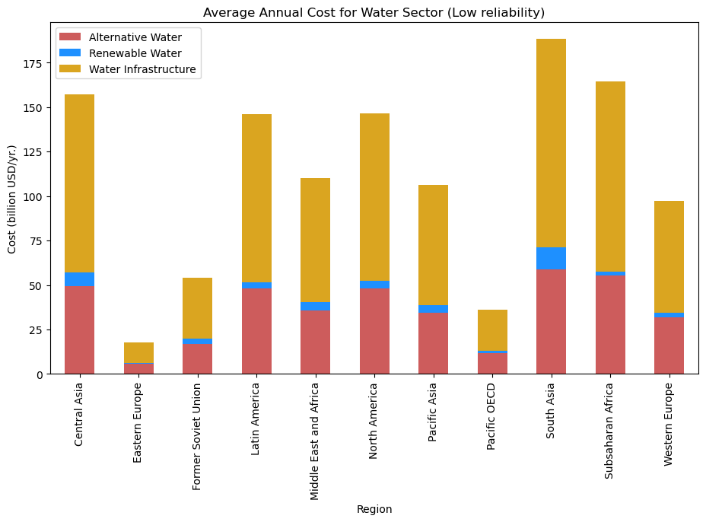 Average Annual Cost for Water Sector (Low reliability)
Alternative Water
Renewable Water
Water Infrastructure
Cost (billion USD/yr.)
175
150
125
100
75
50
25
0
Central Asia
Eastern Europe
Former Soviet Union
Latin America
Middle East and Africa
North America
Pacific Asia
Pacific OECD
South Asia
Subsaharan Africa
Western Europe
Region